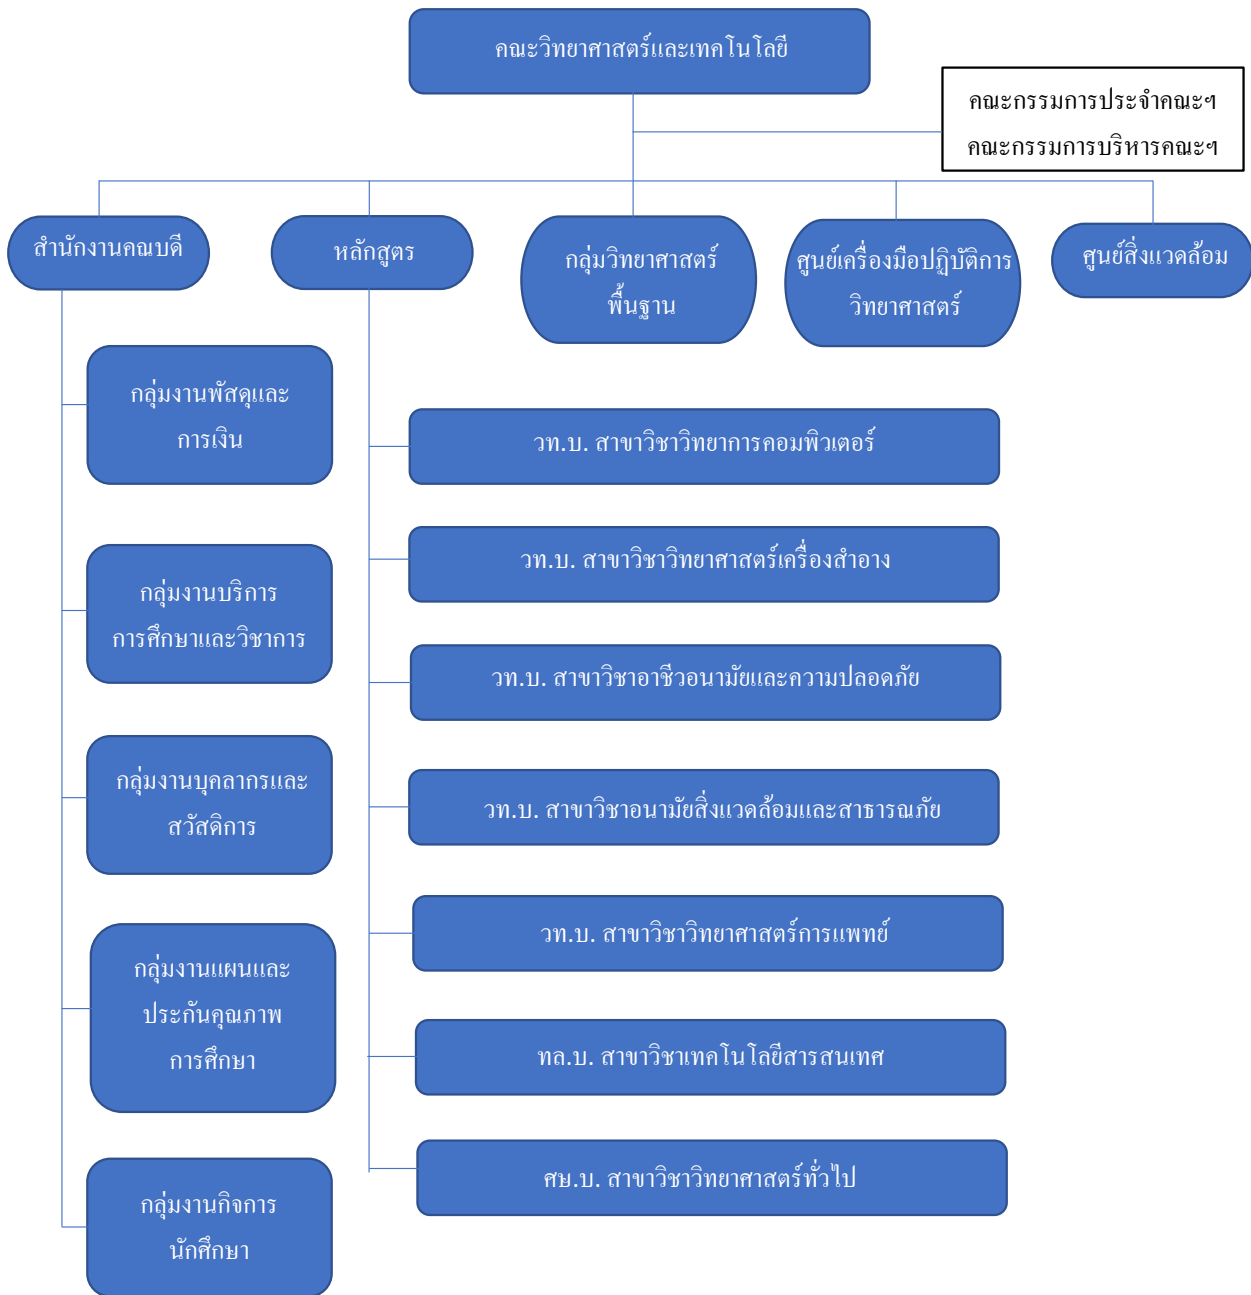 คณะวิทยาศาสตร์และเทคโนโลยี
คณะกรรมการประจำคณะฯ
คณะกรรมการบริหารคณะฯ
สำนักงานคณบดี
หลักสูตร
กลุ่มวิทยาศาสตร์
พื้นฐาน
ศูนย์เครื่องมือปฏิบัติการ
วิทยาศาสตร์
ศูนย์สิ่งแวดล้อม
กลุ่มงานพัสดุและ
การเงิน
กลุ่มงานบริการ
การศึกษาและวิชาการ
กลุ่มงานบุคลากรและ
สวัสดิการ
กลุ่มงานแผนและ
ประกันคุณภาพ
การศึกษา
กลุ่มงานกิจการ
นักศึกษา
วท.บ. สาขาวิชาวิทยาการคอมพิวเตอร์
วท.บ. สาขาวิชาวิทยาศาสตร์เครื่องสำอาง
วท.บ. สาขาวิชาอาชีวอนามัยและความปลอดภัย
วท.บ. สาขาวิชาอนามัยสิ่งแวดล้อมและสาธารณภัย
วท.บ. สาขาวิชาวิทยาศาสตร์การแพทย์
ทล.บ. สาขาวิชาเทคโนโลยีสารสนเทศ
ศษ.บ. สาขาวิชาวิทยาศาสตร์ทั่วไป